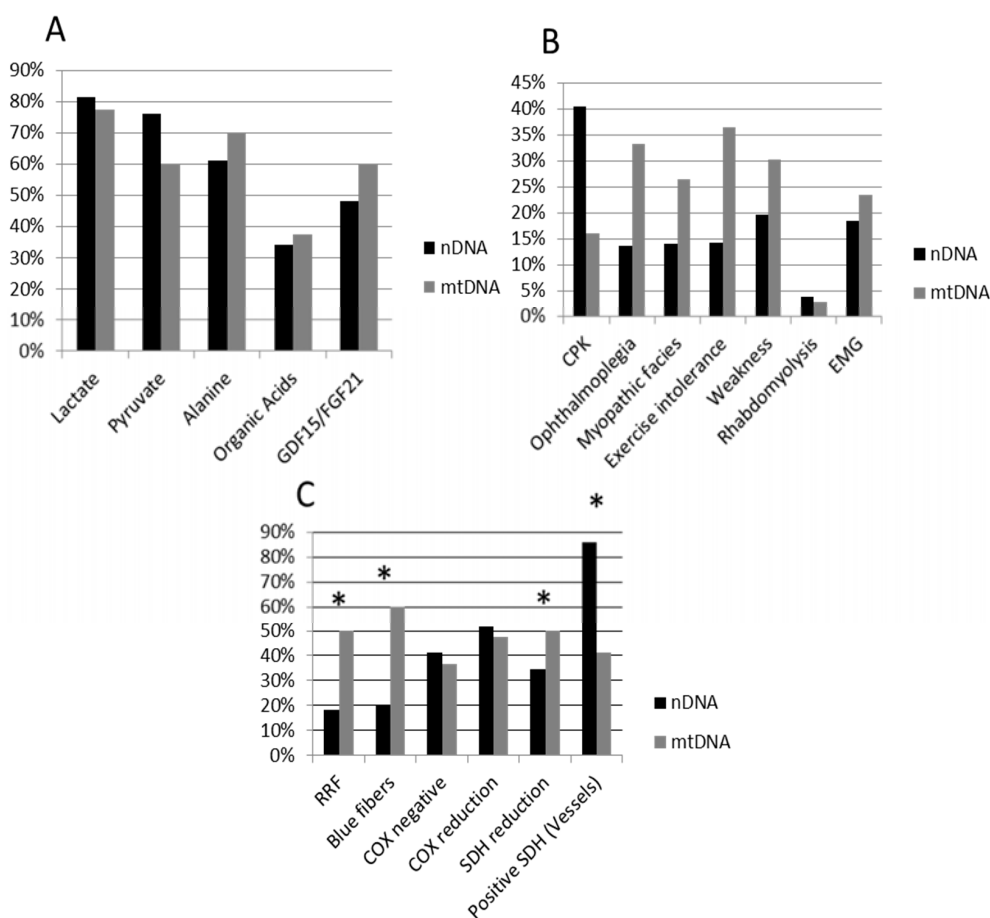 A
90%
80%
70%
60%
50%
40%
30%
20%
10%
0%
Lactate
Pyruvate
Alanine
Organic Acids
GDF15/FGF21
nDNA
mtDNA
B
45%
40%
35%
30%
25%
20%
15%
10%
5%
0%
CPK
Ophthalmoplegia
Myopathic facies
Exercise intolerance
Weakness
Rhabdomyolysis
EMG
nDNA
mtDNA
C
90%
80%
70%
60%
50%
40%
30%
20%
10%
0%
*
*
*
*
RRF
Blue fibers
COX negative
COX reduction
SDH reduction
Positive SDH (Vessels)
nDNA
mtDNA